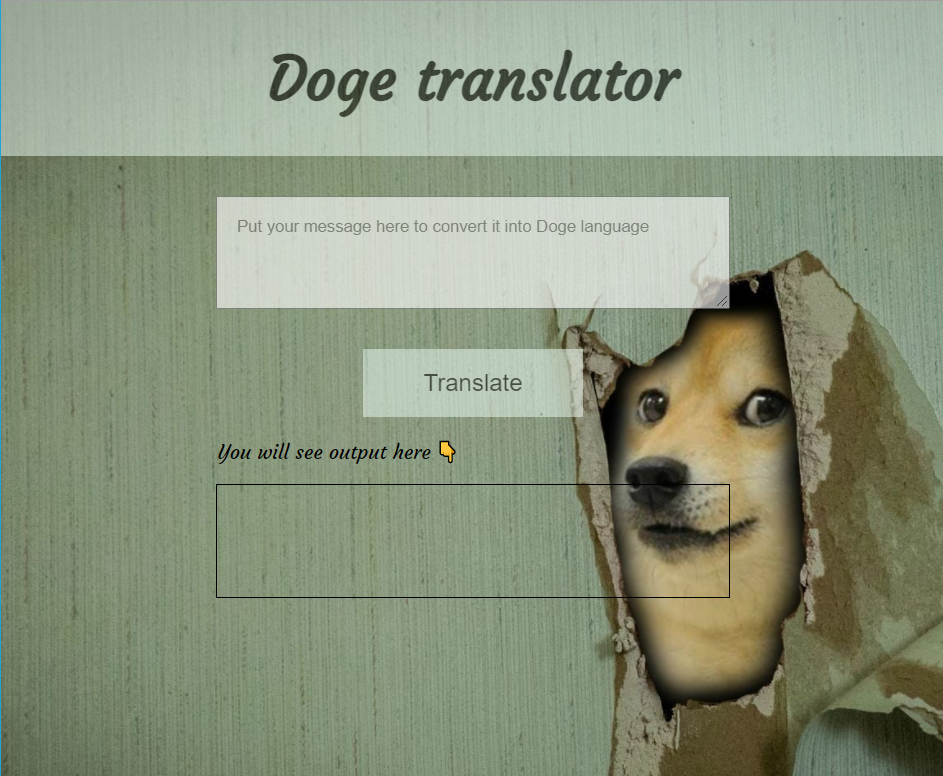 Doge translator
Put your message here to convert it into Doge language
Translate
You will see output here 👇